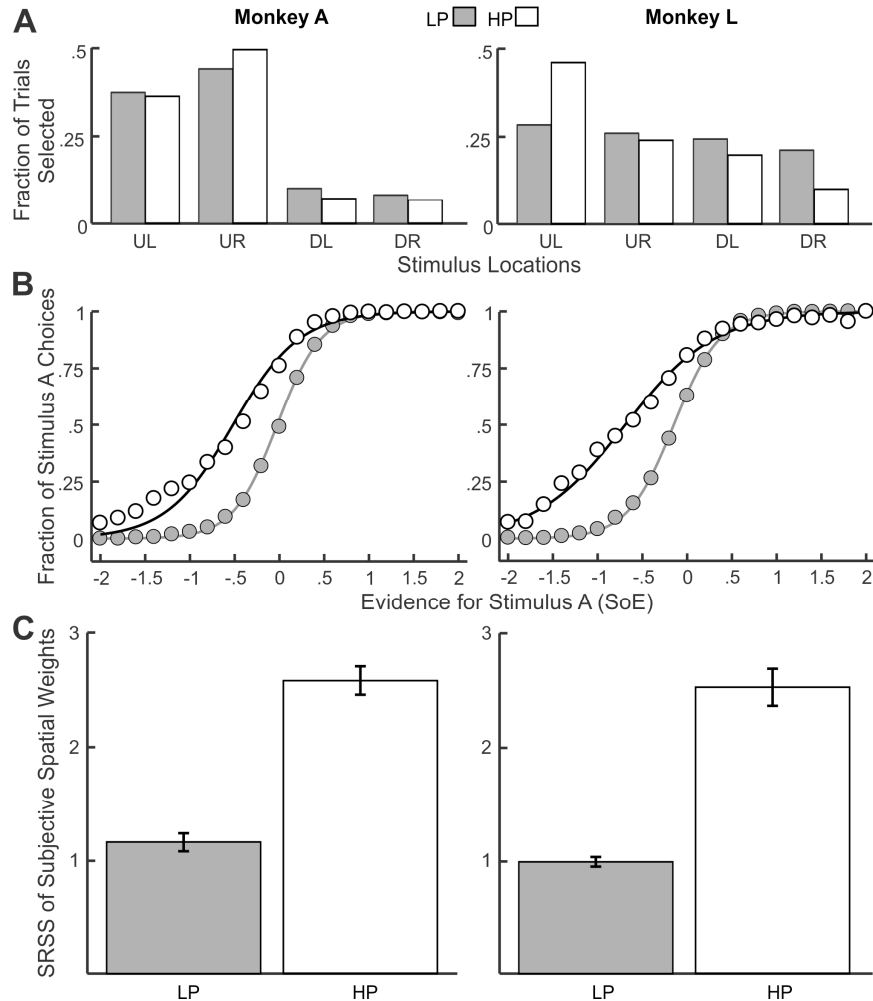 A
Monkey A
LP HP
Monkey L
Fraction of Trials
Selected
.5
.25
0
UL UR DL DR
.5
.25
0
UL UR DL DR
Stimulus Locations
B
Fraction of Stimulus A Choices
1
.75
.5
.25
0
-2 -1.5 -1 -.5 0 .5 1 1.5 2
1
.75
.5
.25
0
-2 -1.5 -1 -.5 0 .5 1 1.5 2
Evidence for Stimulus A (SoE)
C
SRSS of Subjective Spatial Weights
3
2
1
LP HP
3
2
1
LP HP